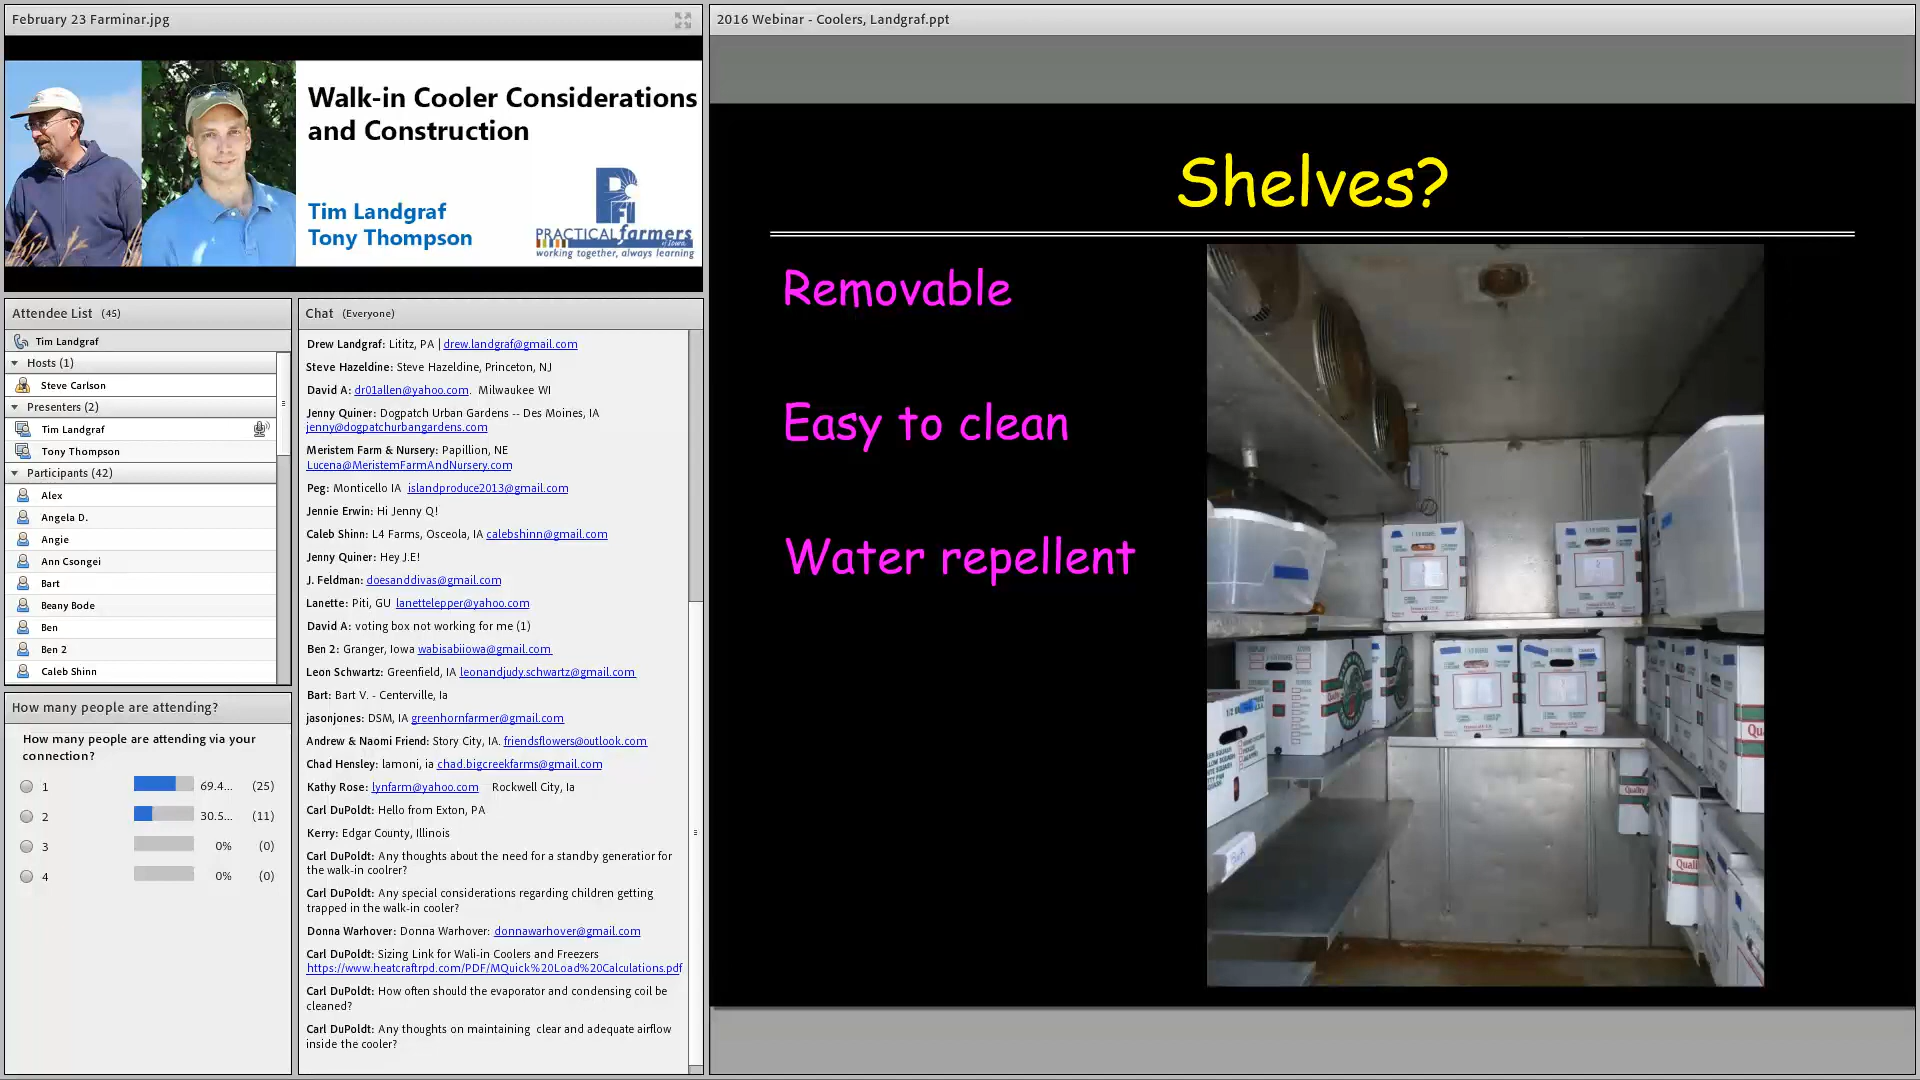 February 23 Farminar.jpg
Walk-in Cooler Considerations
and Construction
Tim Landgraf
Tony Thompson
PFI
PRACTICAL farmers
of Iowa
working together, always learning
Attendee List (45)
Tim Landgraf
Hosts (1)
Steve Carlson
Presenters (2)
Tim Landgraf
Tony Thompson
Participants (42)
Alex
Angela D.
Angie
Ann Csongei
Bart
Beany Bode
Ben
Ben 2
Caleb Shinn
How many people are attending?
How many people are attending via your
connection?
1 69.4... (25)
2 30.5... (11)
3 0% (0)
4 0% (0)
Chat (Everyone)
Drew Landgraf: Lititz, PA | drew.landgraf@gmail.com
Steve Hazeldine: Steve Hazeldine, Princeton, NJ
David A: dr01allen@yahoo.com. Milwaukee WI
Jenny Quiner: Dogpatch Urban Gardens -- Des Moines, IA
jenny@dogpatchurbangardens.com
Meristem Farm & Nursery: Papillion, NE
Lucena@MeristemFarmAndNursery.com
Peg: Monticello IA islandproduce2013@gmail.com
Jennie Erwin: Hi Jenny Q!
Caleb Shinn: L4 Farms, Osceola, IA calebshinn@gmail.com
Jenny Quiner: Hey J.E!
J. Feldman: doesanddivas@gmail.com
Lanette: Piti, GU lanettelepper@yahoo.com
David A: voting box not working for me (1)
Ben 2: Granger, Iowa wabisabiiowa@gmail.com
Leon Schwartz: Greenfield, IA leonandjudy.schwartz@gmail.com
Bart: Bart V. - Centerville, Ia
jasonjones: DSM, IA greenhornfarmer@gmail.com
Andrew & Naomi Friend: Story City, IA. friendsflowers@outlook.com
Chad Hensley: lamoni, ia chad.bigcreekfarms@gmail.com
Kathy Rose: lynfarm@yahoo.com Rockwell City, Ia
Carl DuPoldt: Hello from Exton, PA
Kerry: Edgar County, Illinois
Carl DuPoldt: Any thoughts about the need for a standby generatior for
the walk-in coolrer?
Carl DuPoldt: Any special considerations regarding children getting
trapped in the walk-in cooler?
Donna Warhover: Donna Warhover: donnawarhover@gmail.com
Carl DuPoldt: Sizing Link for Wali-in Coolers and Freezers
https://www.heatcraftrpd.com/PDF/MQuick%20Load%20Calculations.pdf
Carl DuPoldt: How often should the evaporator and condensing coil be
cleaned?
Carl DuPoldt: Any thoughts on maintaining clear and adequate airflow
inside the cooler?
2016 Webinar - Coolers, Landgraf.ppt
Shelves?
Removable
Easy to clean
Water repellent
Quality
Quali